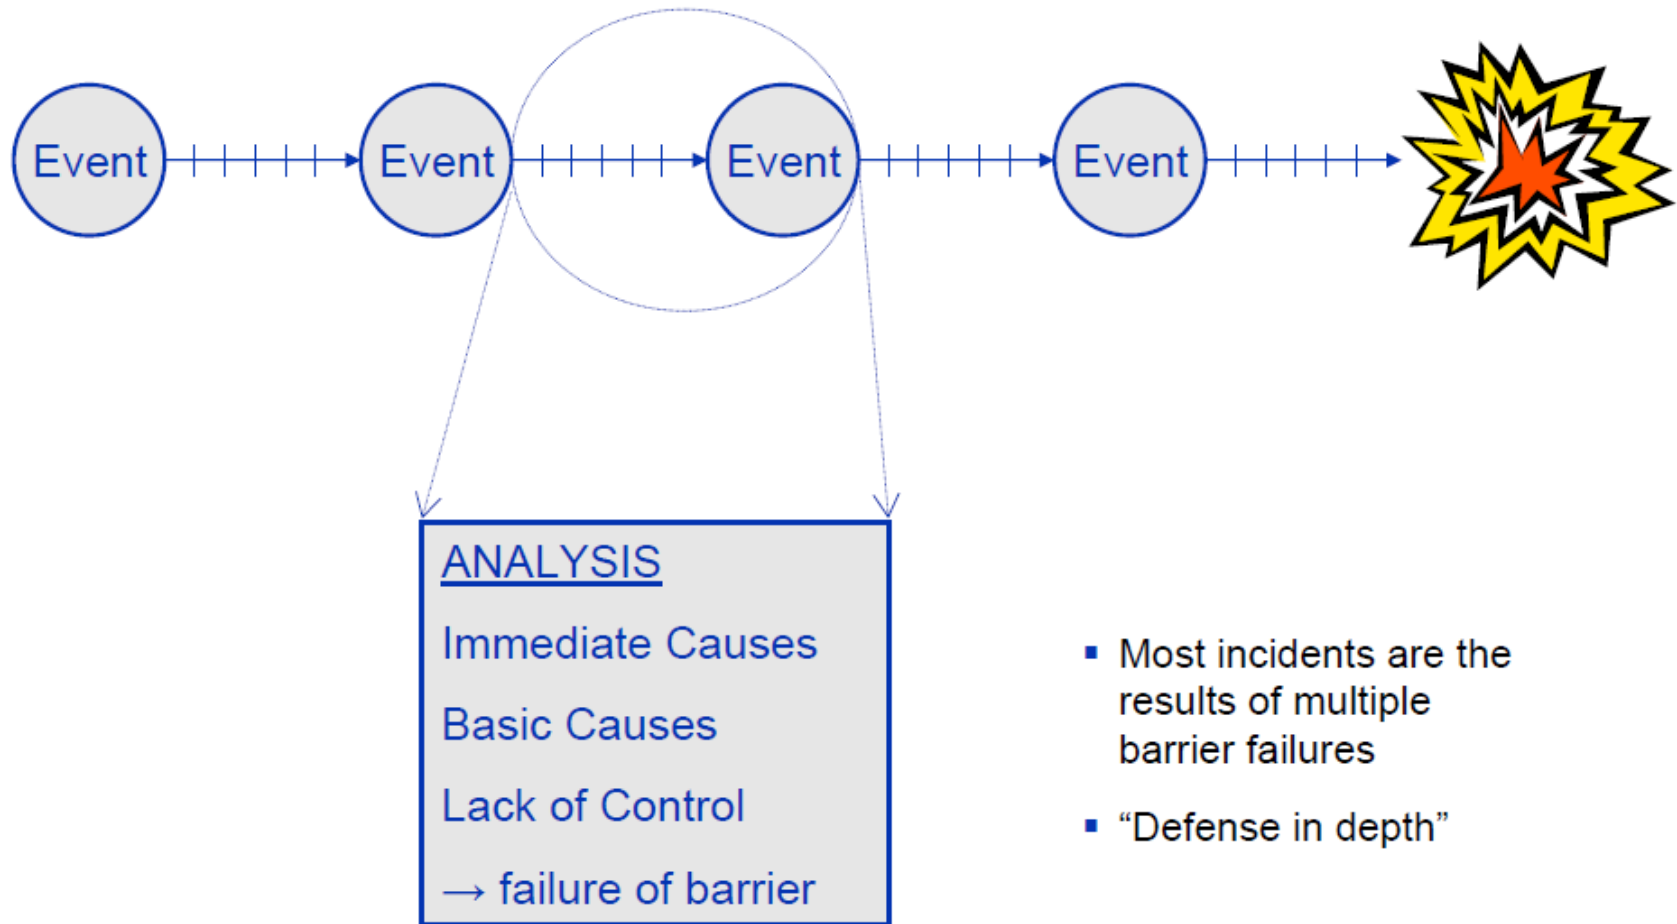 Event
Event
Event
Event
ANALYSIS
Immediate Causes
Basic Causes
Lack of Control
→ failure of barrier
▪ Most incidents are the
results of multiple
barrier failures
▪ “Defense in depth”